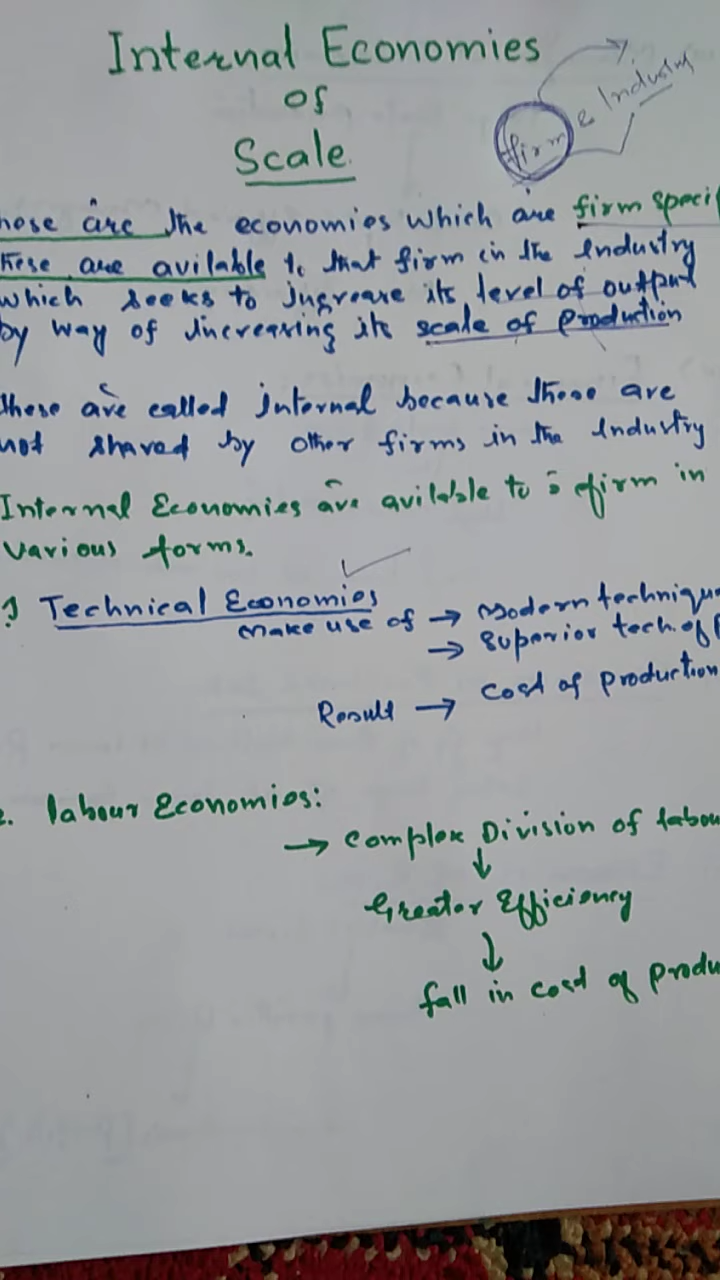 Internal Economies
of
Scale
firm & Industry
hose are the economies which are firm specif
these are avilable to that firm in the Industry
which seeks to increase its level of output
by way of increasing its scale of production
these are called internal because these are
not shared by other firms in the Industry
Internal Economies are avilable to a firm in
various forms.
Technical Economies
make use of → Modern techniqu
→ Superior tech. of
Result → Cost of production
2. labour Economies:
→ Complex Division of labou
↓
Greater Efficiency
↓
fall in cost of produ